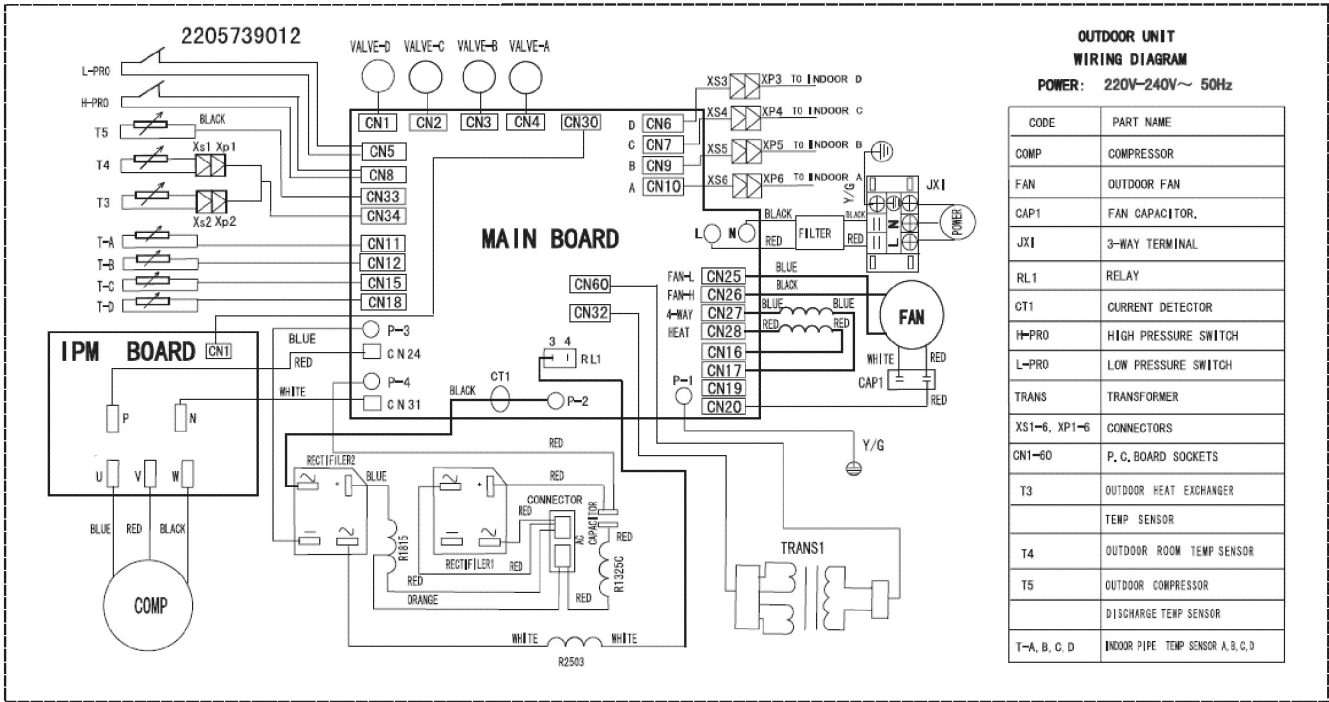 2205739012
VALVE-D VALVE-C VALVE-B VALVE-A
L-PRO
H-PRO
T5
BLACK
T4
Xs1 Xp1
T3
Xs2 Xp2
T-A
T-B
T-C
T-D
CN1 CN2 CN3 CN4 CN30
CN5
CN8
CN33
CN34
CN11
CN12
CN15
CN18
MAIN BOARD
D CN6
C CN7
B CN9
A CN10
XS3 XP3 TO INDOOR D
XS4 XP4 TO INDOOR C
XS5 XP5 TO INDOOR B
XS6 XP6 TO INDOOR A
Y/G
JX1
L N
BLACK
RED
FILTER
BLACK
RED
L N
POWER
CN60
CN32
FAN-L CN25 BLUE
FAN-H CN26 BLACK
4-WAY CN27 BLUE BLUE
HEAT CN28 RED RED
CN16
CN17
CN19
CN20
P-1
FAN
WHITE RED
CAP1
RED
Y/G
P-3
CN24
P-4
CN31
BLUE
RED
WHITE
3 4
RL1
BLACK CT1
P-2
IPM BOARD CN1
P N
U V W
BLUE RED BLACK
COMP
RED
RECTIFILER2
BLUE
R1815
RED
ORANGE
RECTIFILER1
RED
CONNECTOR
RED
RED
AC
CAPACITOR
RED
R1325C
RED
WHITE WHITE
R2503
TRANS1
OUTDOOR UNIT
WIRING DIAGRAM
POWER: 220V-240V~ 50Hz
CODE PART NAME
COMP COMPRESSOR
FAN OUTDOOR FAN
CAP1 FAN CAPACITOR.
JX1 3-WAY TERMINAL
RL1 RELAY
CT1 CURRENT DETECTOR
H-PRO HIGH PRESSURE SWITCH
L-PRO LOW PRESSURE SWITCH
TRANS TRANSFORMER
XS1-6, XP1-6 CONNECTORS
CN1-60 P.C.BOARD SOCKETS
T3 OUTDOOR HEAT EXCHANGER
TEMP SENSOR
T4 OUTDOOR ROOM TEMP SENSOR
T5 OUTDOOR COMPRESSOR
DISCHARGE TEMP SENSOR
T-A, B, C, D INDOOR PIPE TEMP SENSOR A, B, C, D